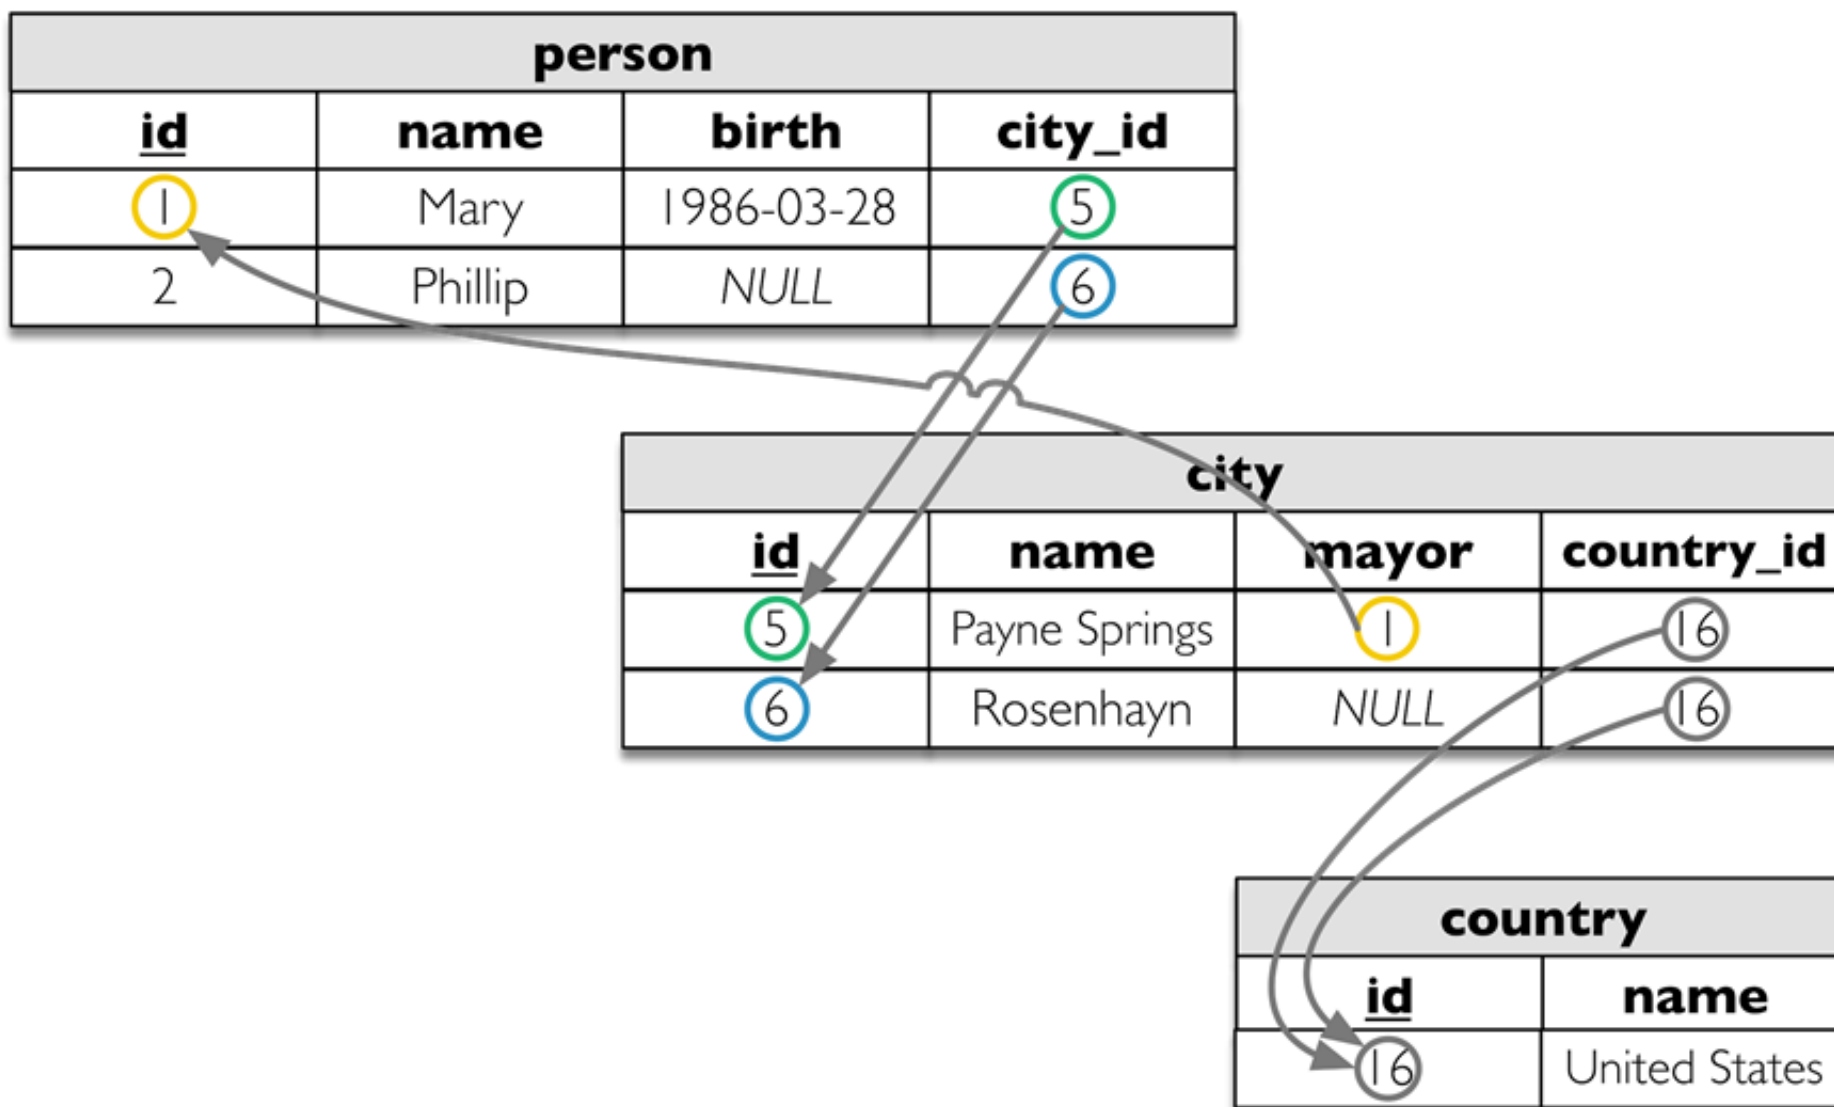 person
id name birth city_id
1 Mary 1986-03-28 5
2 Phillip NULL 6
city
id name mayor country_id
5 Payne Springs 1 16
6 Rosenhayn NULL 16
country
id name
16 United States